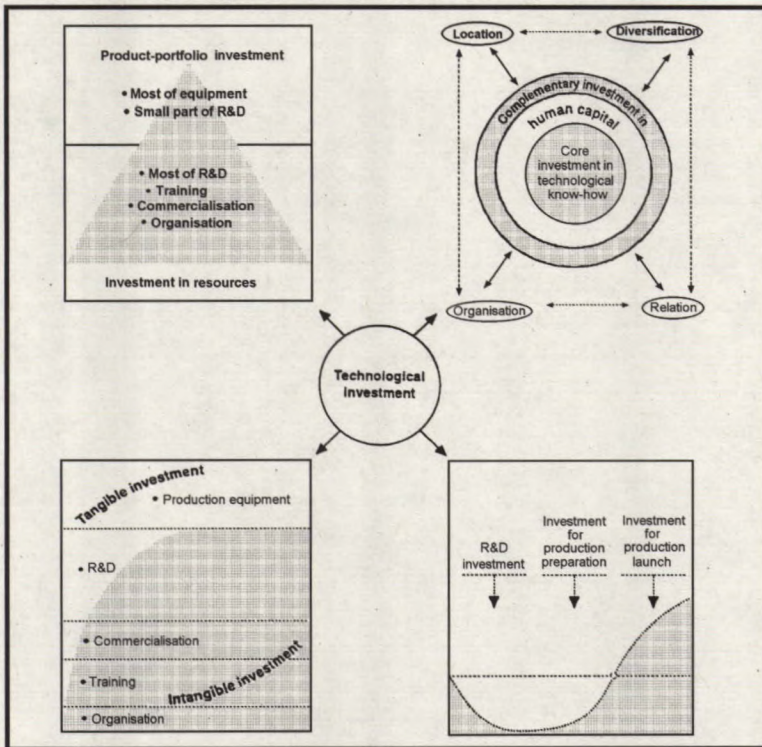 Product-portfolio investment
• Most of equipment
• Small part of R&D
• Most of R&D
• Training
• Commercialisation
• Organisation
Investment in resources
Location
Diversification
Complementary investment in
human capital
Core
investment in
technological
know-how
Organisation
Relation
Technological
investment
Tangible investment
• Production equipment
• R&D
• Commercialisation
• Training
Intangible investment
• Organisation
R&D
investment
Investment
for
production
preparation
Investment
for
production
launch